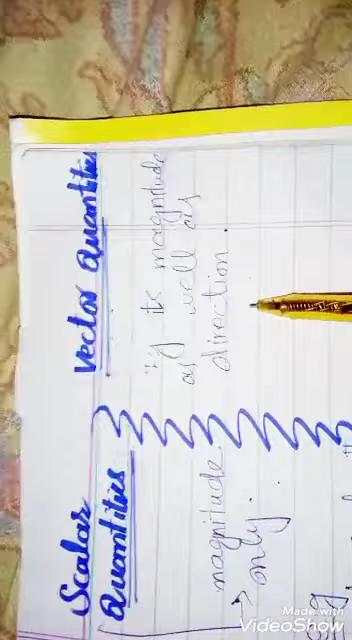 Scalar
Quantities
magnitude
→ only.
Vector Quantities
its magnitude
as well as
direction.
Made with
VideoShow